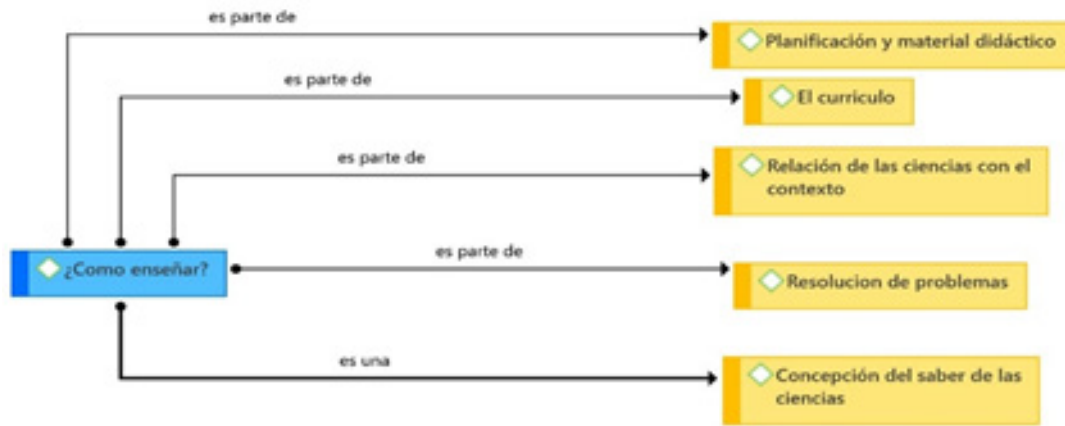 es parte de
Planificación y material didáctico
es parte de
El curriculo
es parte de
Relación de las ciencias con el
contexto
¿Como enseñar?
es parte de
Resolucion de problemas
es una
Concepción del saber de las
ciencias